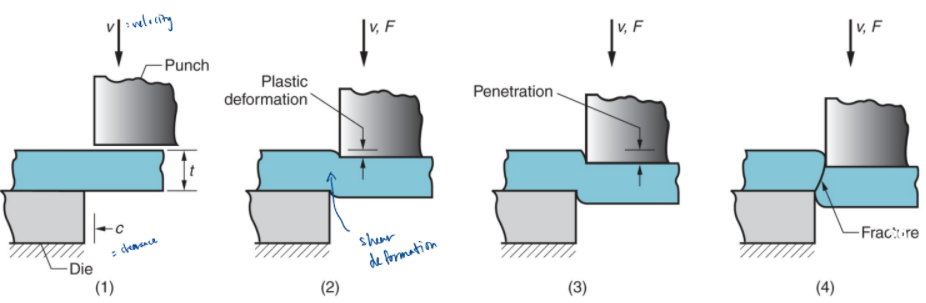 v = velocity
Punch
t
c
= clearance
Die
(1)
v, F
Plastic
deformation
shear
deformation
(2)
v, F
Penetration
(3)
v, F
Fracture
(4)